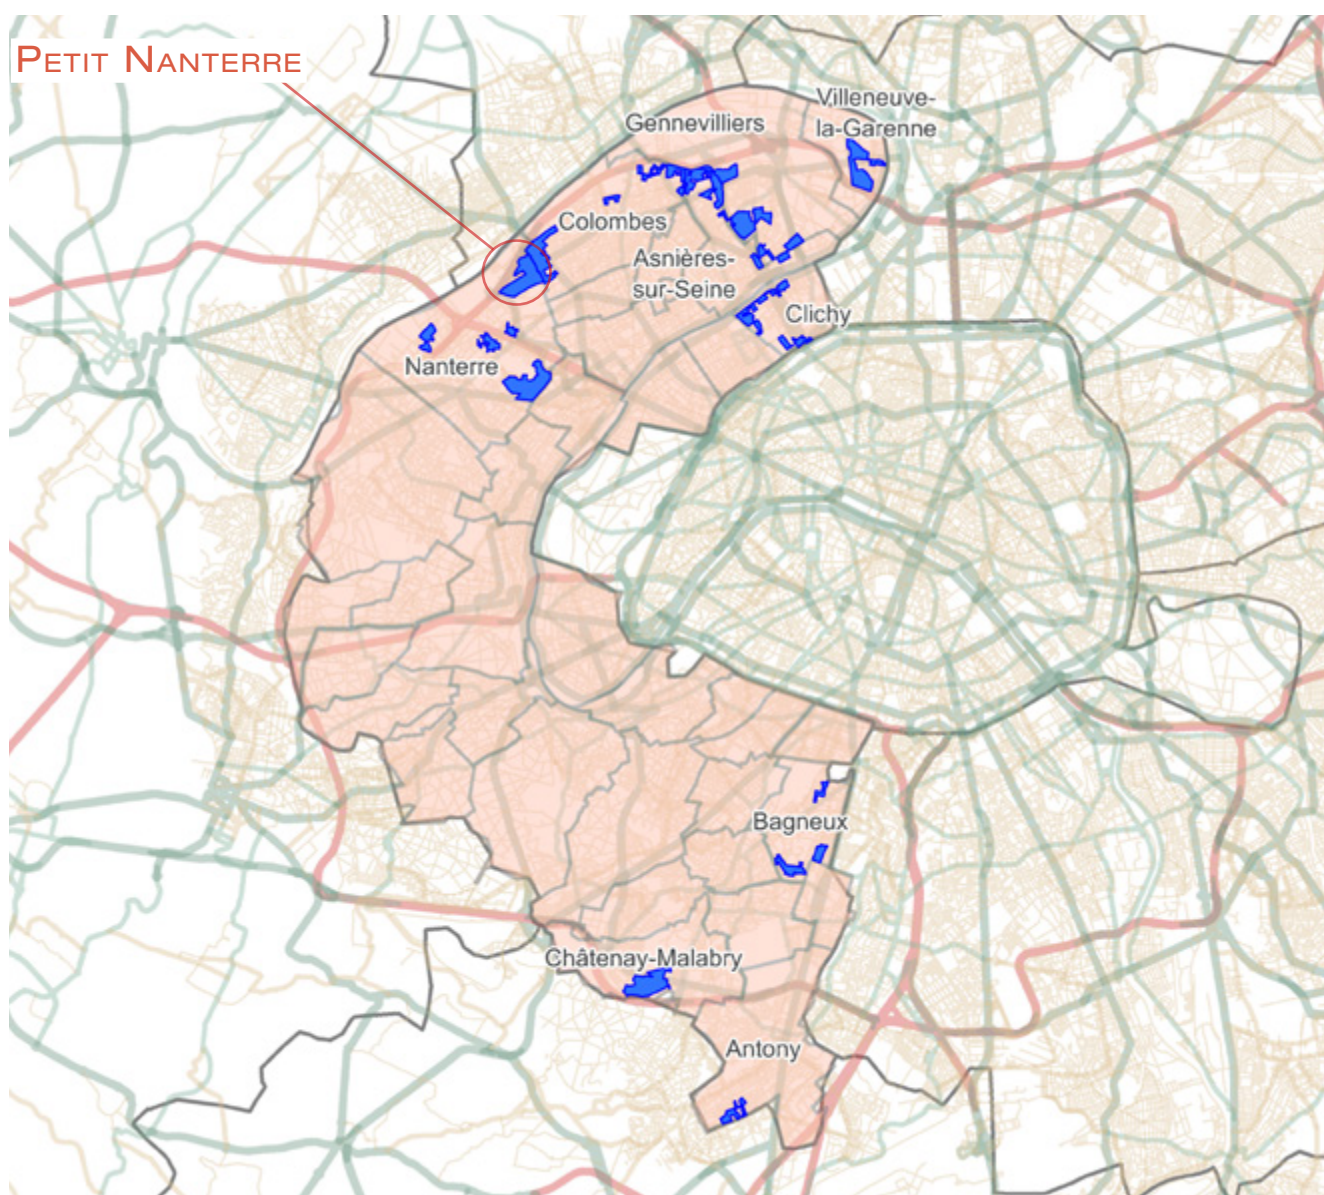 PETIT NANTERRE
Villeneuve-
la-Garenne
Gennevilliers
Colombes
Asnières-
sur-Seine
Clichy
Nanterre
Bagneux
Châtenay-Malabry
Antony